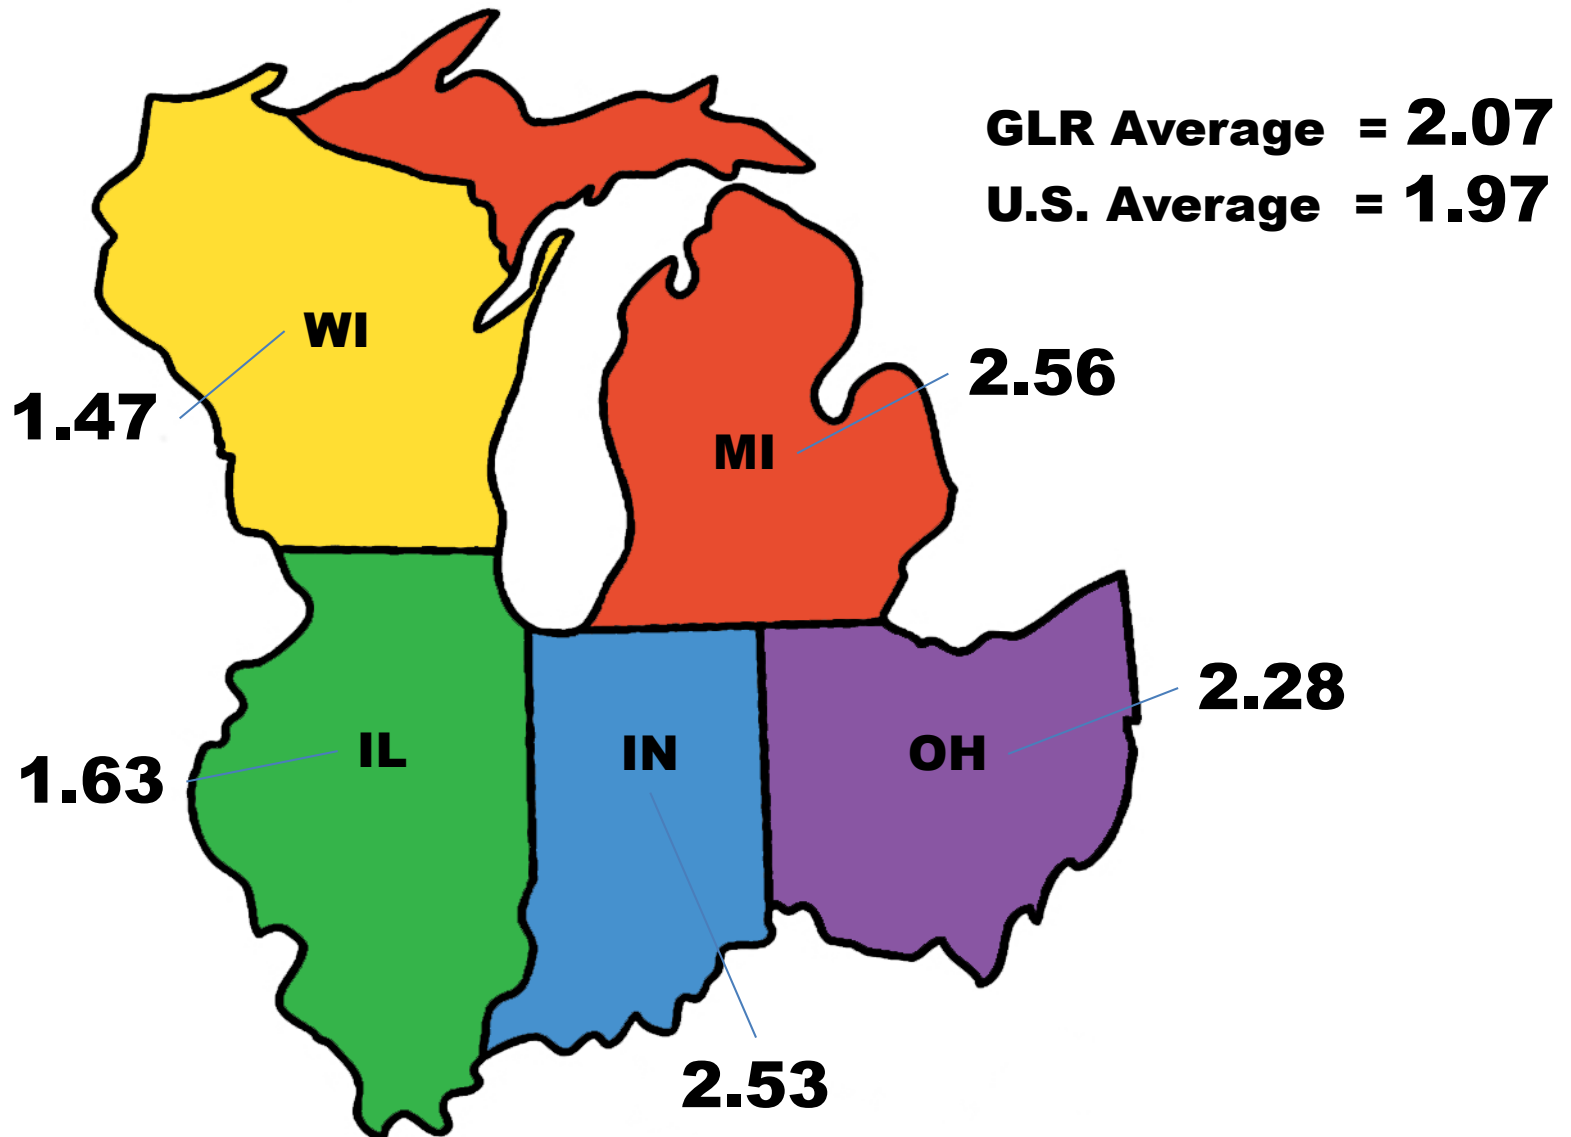 GLR Average = 2.07
U.S. Average = 1.97
WI
1.47
2.56
MI
2.28
IL
IN
OH
1.63
2.53